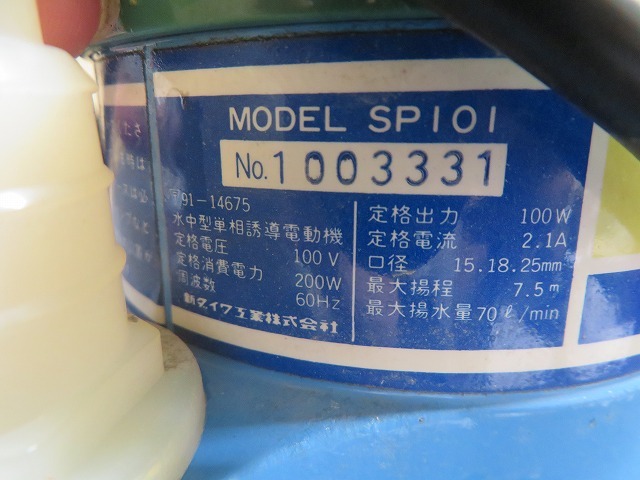 MODEL SP101
No. 1003331
〒91-14675
水中型単相誘導電動機
定格電圧 100V
定格消費電力 200W
周波数 60Hz
新ダイワ工業株式会社
定格出力 100W
定格電流 2.1A
口径 15.18.25mm
最大揚程 7.5m
最大揚水量 70ℓ/min